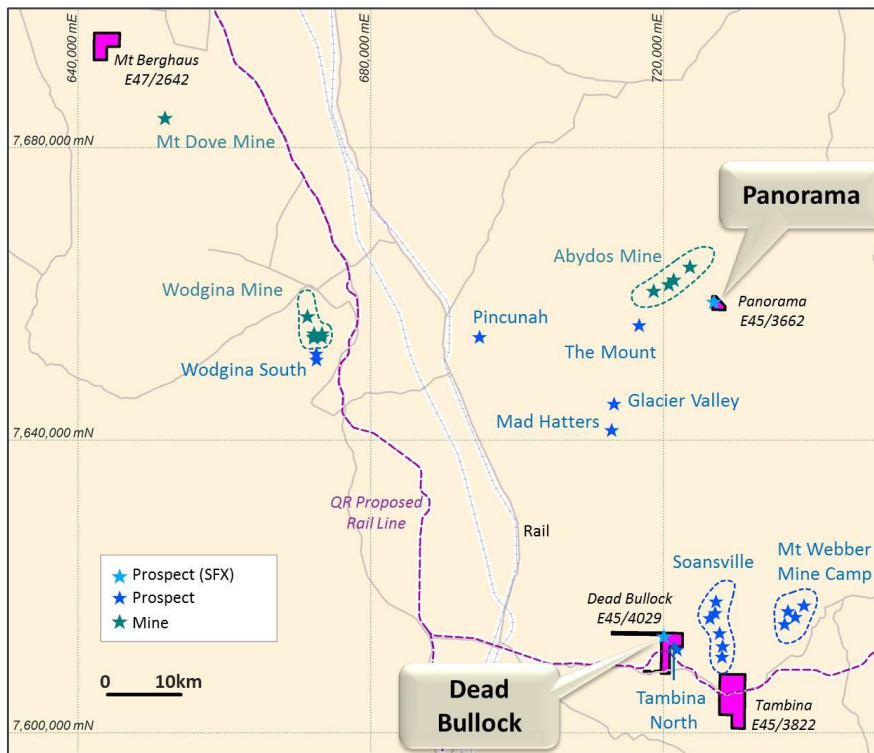 640,000 mE
680,000 mE
720,000 mE
Mt Berghaus
E47/2642
Mt Dove Mine
7,680,000 mN
Panorama
Abydos Mine
Wodgina Mine
Panorama
E45/3662
Pincunah
The Mount
Wodgina South
Glacier Valley
Mad Hatters
7,640,000 mN
QR Proposed
Rail Line
Rail
Prospect (SFX)
Prospect
Mine
Soansville
Mt Webber
Mine Camp
Dead Bullock
E45/4029
0 10km
Dead
Bullock
Tambina
North
Tambina
E45/3822
7,600,000 mN